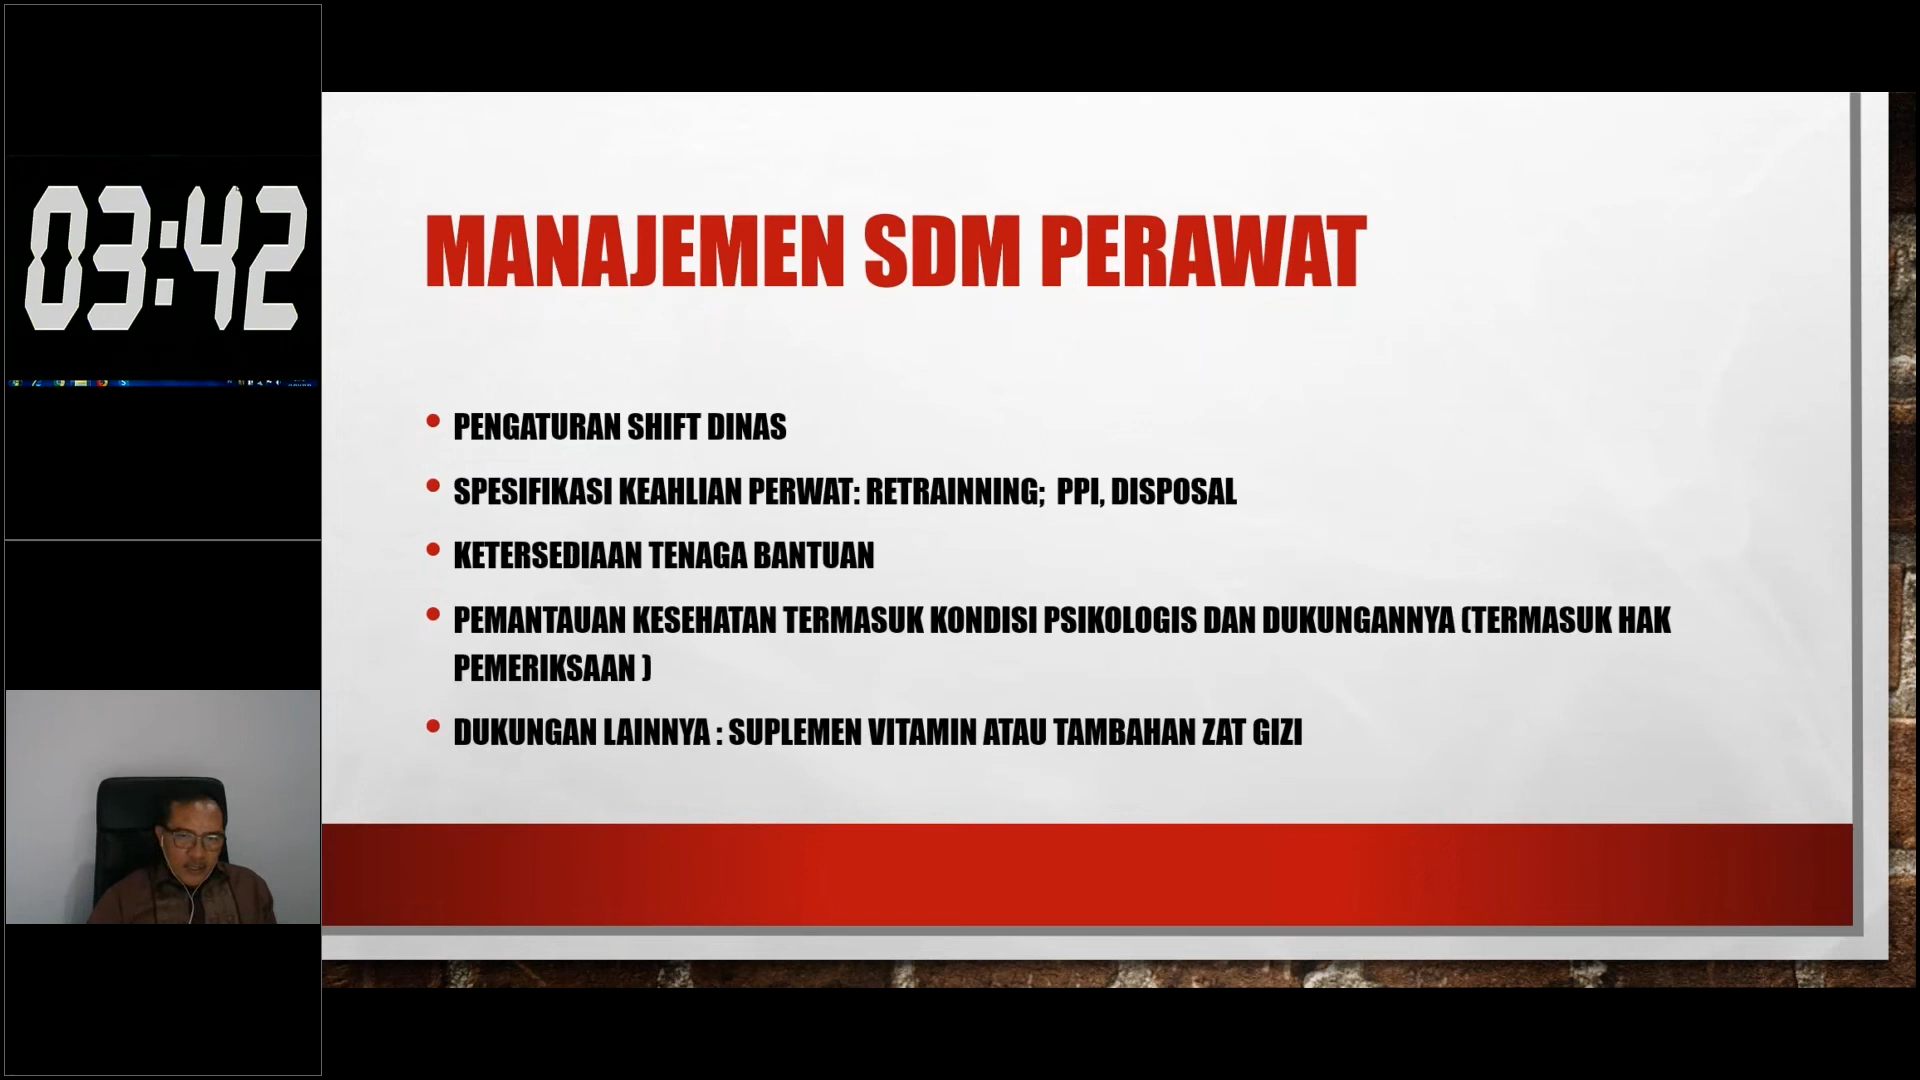 03:42
MANAJEMEN SDM PERAWAT
• PENGATURAN SHIFT DINAS
• SPESIFIKASI KEAHLIAN PERWAT: RETRAINNING;  PPI, DISPOSAL
• KETERSEDIAAN TENAGA BANTUAN
• PEMANTAUAN KESEHATAN TERMASUK KONDISI PSIKOLOGIS DAN DUKUNGANNYA (TERMASUK HAK
PEMERIKSAAN )
• DUKUNGAN LAINNYA : SUPLEMEN VITAMIN ATAU TAMBAHAN ZAT GIZI